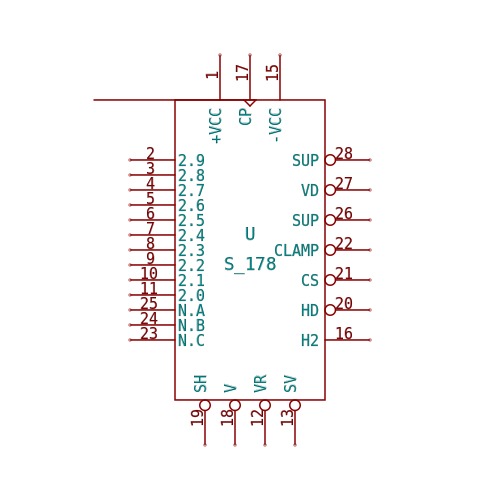 1 17 15
+VCC CP -VCC
2 2.9 SUP 28
3 2.8
4 2.7 VD 27
5 2.6
6 2.5 SUP 26
7 2.4 U
8 2.3 CLAMP 22
9 2.2 S_178
10 2.1 CS 21
11 2.0
25 N.A HD 20
24 N.B
23 N.C H2 16
SH V VR SV
19 18 12 13